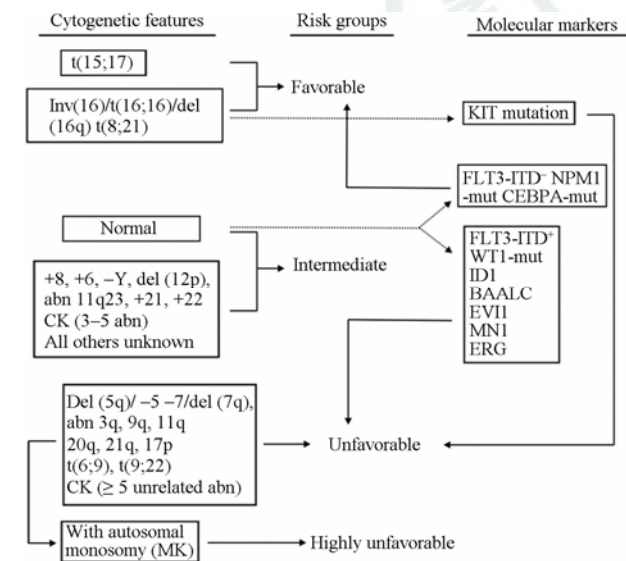 Cytogenetic features
Risk groups
Molecular markers
t(15;17)
Favorable
Inv(16)/t(16;16)/del
(16q) t(8;21)
KIT mutation
FLT3-ITD⁻ NPM1
-mut CEBPA-mut
Normal
FLT3-ITD⁺
WT1-mut
ID1
BAALC
EVI1
MN1
ERG
Intermediate
+8, +6, –Y, del (12p),
abn 11q23, +21, +22
CK (3–5 abn)
All others unknown
Del (5q)/ –5 –7/del (7q),
abn 3q, 9q, 11q
20q, 21q, 17p
t(6;9), t(9;22)
CK (≥ 5 unrelated abn)
Unfavorable
With autosomal
monosomy (MK)
Highly unfavorable